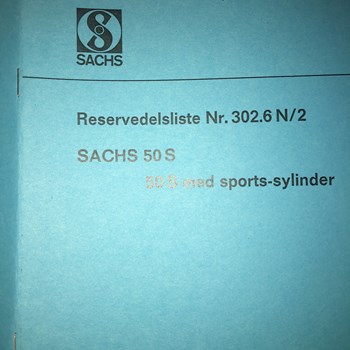 SACHS
Reservedelsliste Nr. 302.6 N/2
SACHS 50 S
50 S med sports-sylinder